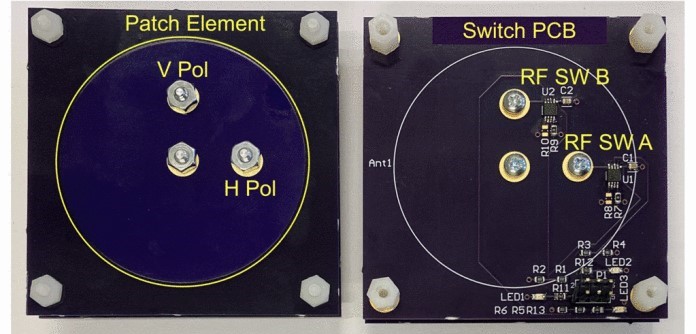 Patch Element
V Pol
H Pol
Switch PCB
RF SW B
U2 C2
R10
R9
RF SW A
Ant1
C1
U1
R8
R7
R3 R4
R12 LED2
R2 R1 P1
LED3
LED1 R11
R6 R5 R13